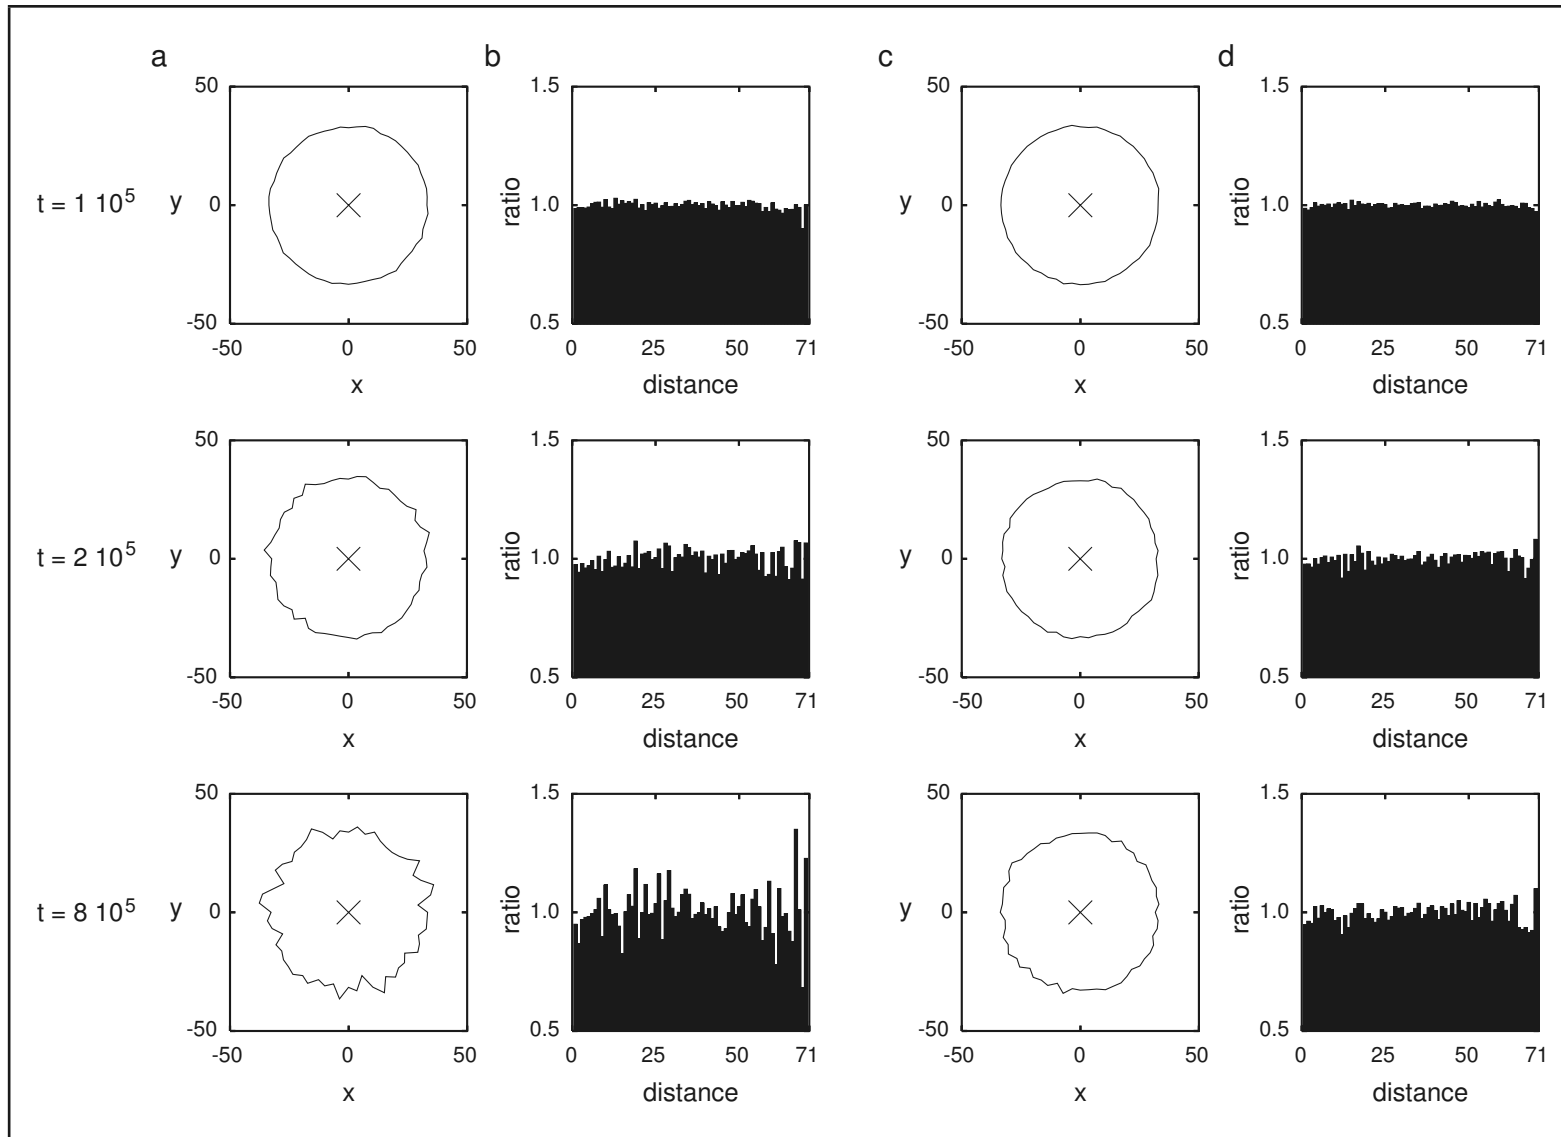 a b c d
50 1.5 50 1.5
t = 1 10^5 y 0 ratio 1.0 y 0 ratio 1.0
-50 0.5 -50 0.5
-50 0 50 0 25 50 71 -50 0 50 0 25 50 71
x distance x distance
50 1.5 50 1.5
t = 2 10^5 y 0 ratio 1.0 y 0 ratio 1.0
-50 0.5 -50 0.5
-50 0 50 0 25 50 71 -50 0 50 0 25 50 71
x distance x distance
50 1.5 50 1.5
t = 8 10^5 y 0 ratio 1.0 y 0 ratio 1.0
-50 0.5 -50 0.5
-50 0 50 0 25 50 71 -50 0 50 0 25 50 71
x distance x distance